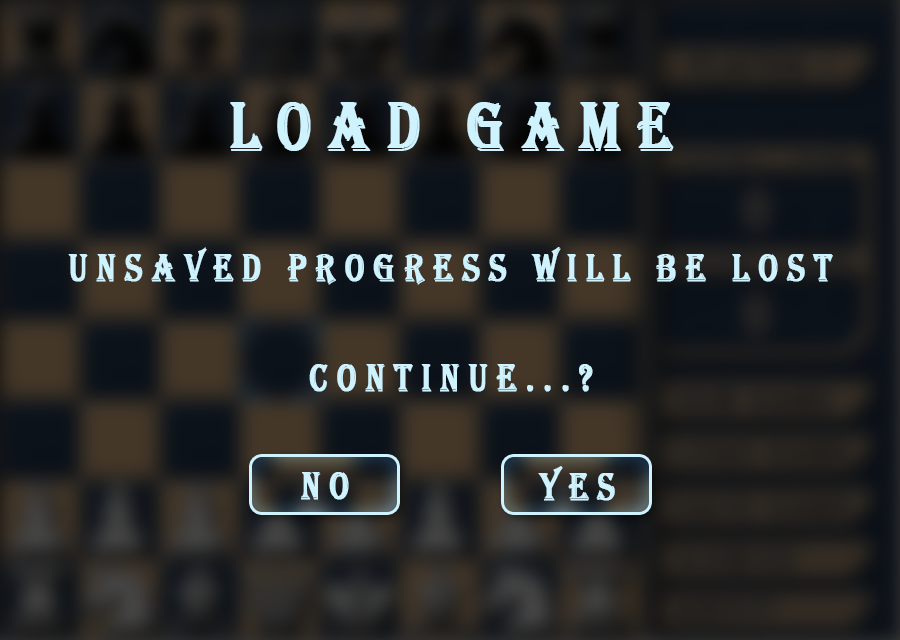 LOAD GAME
UNSAVED PROGRESS WILL BE LOST
CONTINUE...?
NO
YES